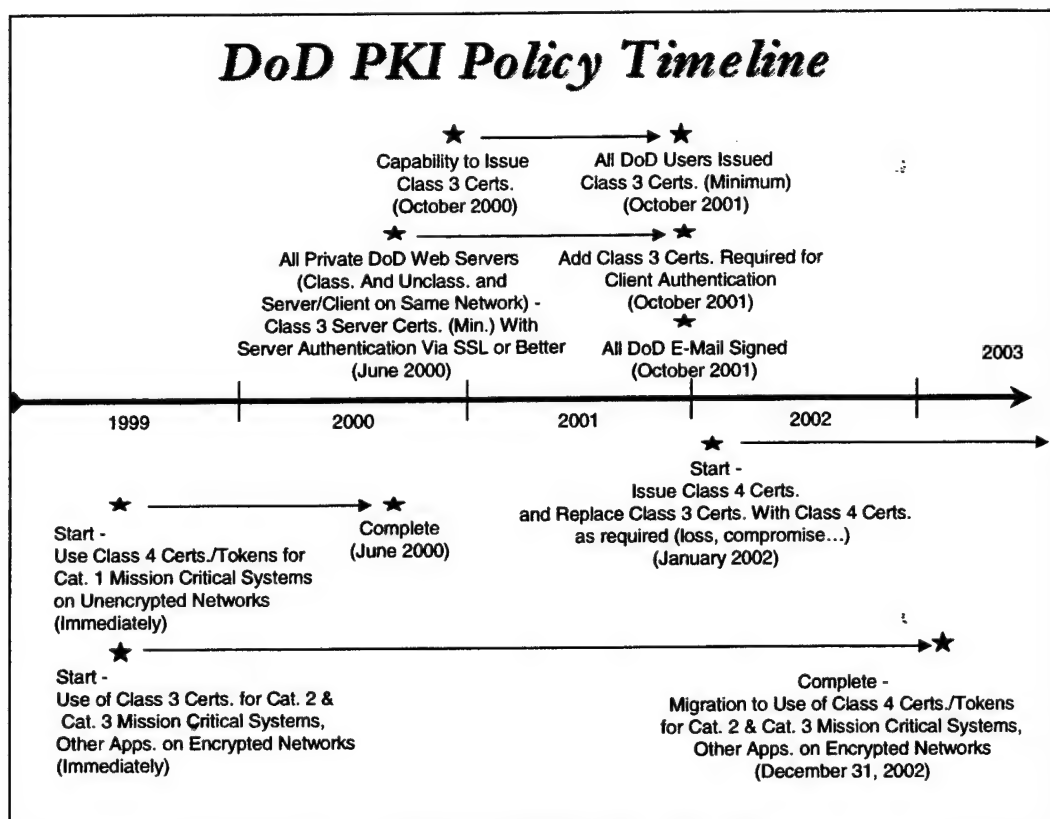 DoD PKI Policy Timeline
Capability to Issue
Class 3 Certs.
(October 2000)
All DoD Users Issued
Class 3 Certs. (Minimum)
(October 2001)
All Private DoD Web Servers
(Class. And Unclass. and
Server/Client on Same Network) -
Class 3 Server Certs. (Min.) With
Server Authentication Via SSL or Better
(June 2000)
Add Class 3 Certs. Required for
Client Authentication
(October 2001)
All DoD E-Mail Signed
(October 2001)
2003
1999
2000
2001
2002
Start -
Issue Class 4 Certs.
and Replace Class 3 Certs. With Class 4 Certs.
as required (loss, compromise...)
(January 2002)
Start -
Use Class 4 Certs./Tokens for
Cat. 1 Mission Critical Systems
on Unencrypted Networks
(Immediately)
Complete
(June 2000)
Start -
Use of Class 3 Certs. for Cat. 2 &
Cat. 3 Mission Critical Systems,
Other Apps. on Encrypted Networks
(Immediately)
Complete -
Migration to Use of Class 4 Certs./Tokens
for Cat. 2 & Cat. 3 Mission Critical Systems,
Other Apps. on Encrypted Networks
(December 31, 2002)